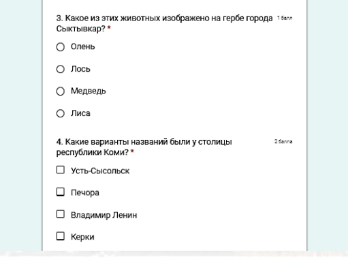 3. Какое из этих животных изображено на гербе города 1 балл
Сыктывкар? *
Олень
Лось
Медведь
Лиса
4. Какие варианты названий были у столицы 2 балла
республики Коми? *
Усть-Сысольск
Печора
Владимир Ленин
Керки